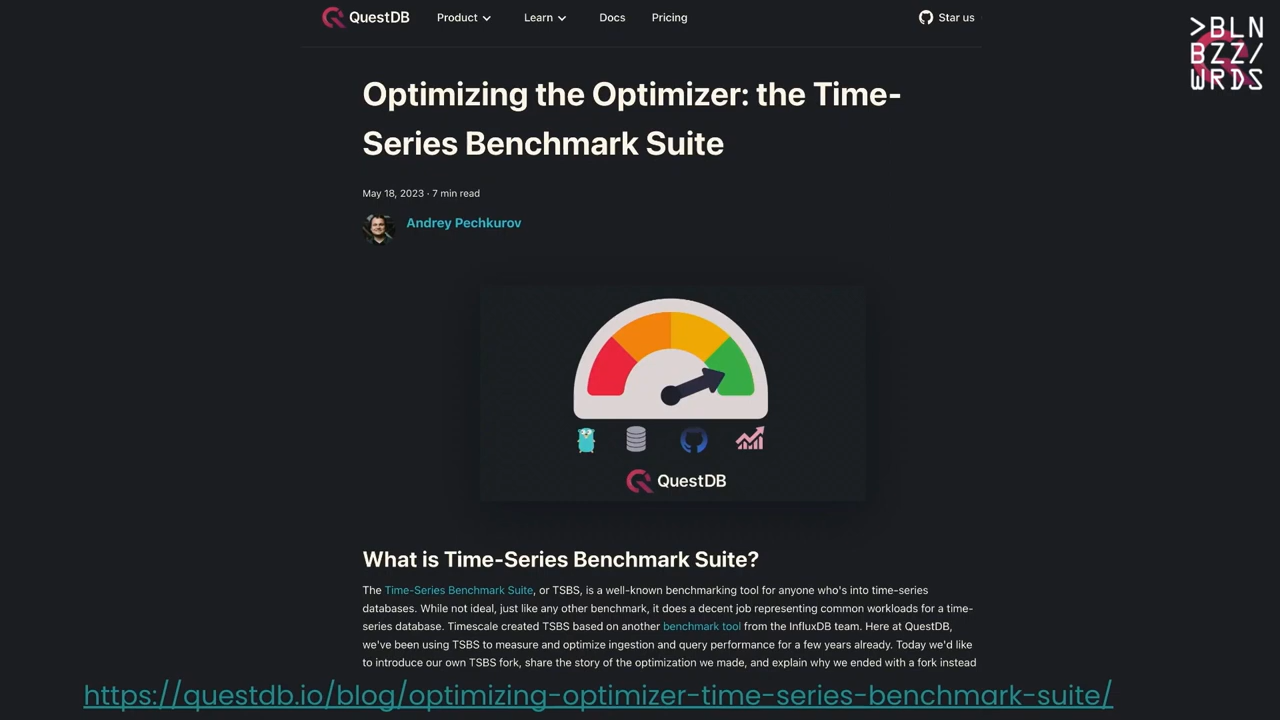 QuestDB
Product
Learn
Docs
Pricing
Star us
>BLN
BZZ/
WRDS
Optimizing the Optimizer: the Time-
Series Benchmark Suite
May 18, 2023 · 7 min read
Andrey Pechkurov
QuestDB
What is Time-Series Benchmark Suite?
The Time-Series Benchmark Suite, or TSBS, is a well-known benchmarking tool for anyone who's into time-series
databases. While not ideal, just like any other benchmark, it does a decent job representing common workloads for a time-
series database. Timescale created TSBS based on another benchmark tool from the InfluxDB team. Here at QuestDB,
we've been using TSBS to measure and optimize ingestion and query performance for a few years already. Today we'd like
to introduce our own TSBS fork, share the story of the optimization we made, and explain why we ended with a fork instead
https://questdb.io/blog/optimizing-optimizer-time-series-benchmark-suite/